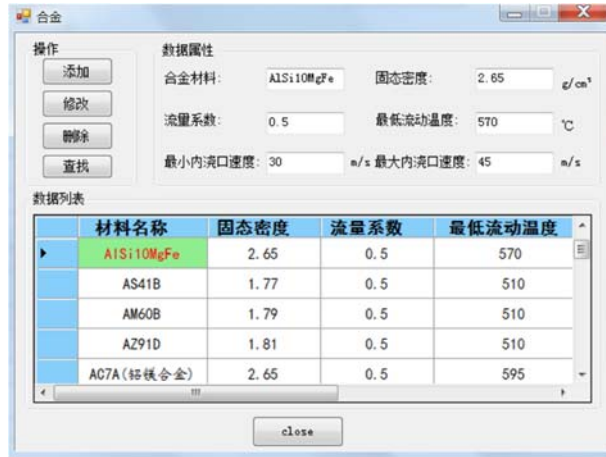 合金
操作
添加
修改
删除
查找
数据属性
合金材料: AlSi10MgFe 固态密度: 2.65 g/cm³
流量系数: 0.5 最低流动温度: 570 ℃
最小内浇口速度: 30 m/s 最大内浇口速度: 45 m/s
数据列表
材料名称 固态密度 流量系数 最低流动温度
AlSi10MgFe 2.65 0.5 570
AS41B 1.77 0.5 510
AM60B 1.79 0.5 510
AZ91D 1.81 0.5 510
AC7A(铝镁合金) 2.65 0.5 595
close